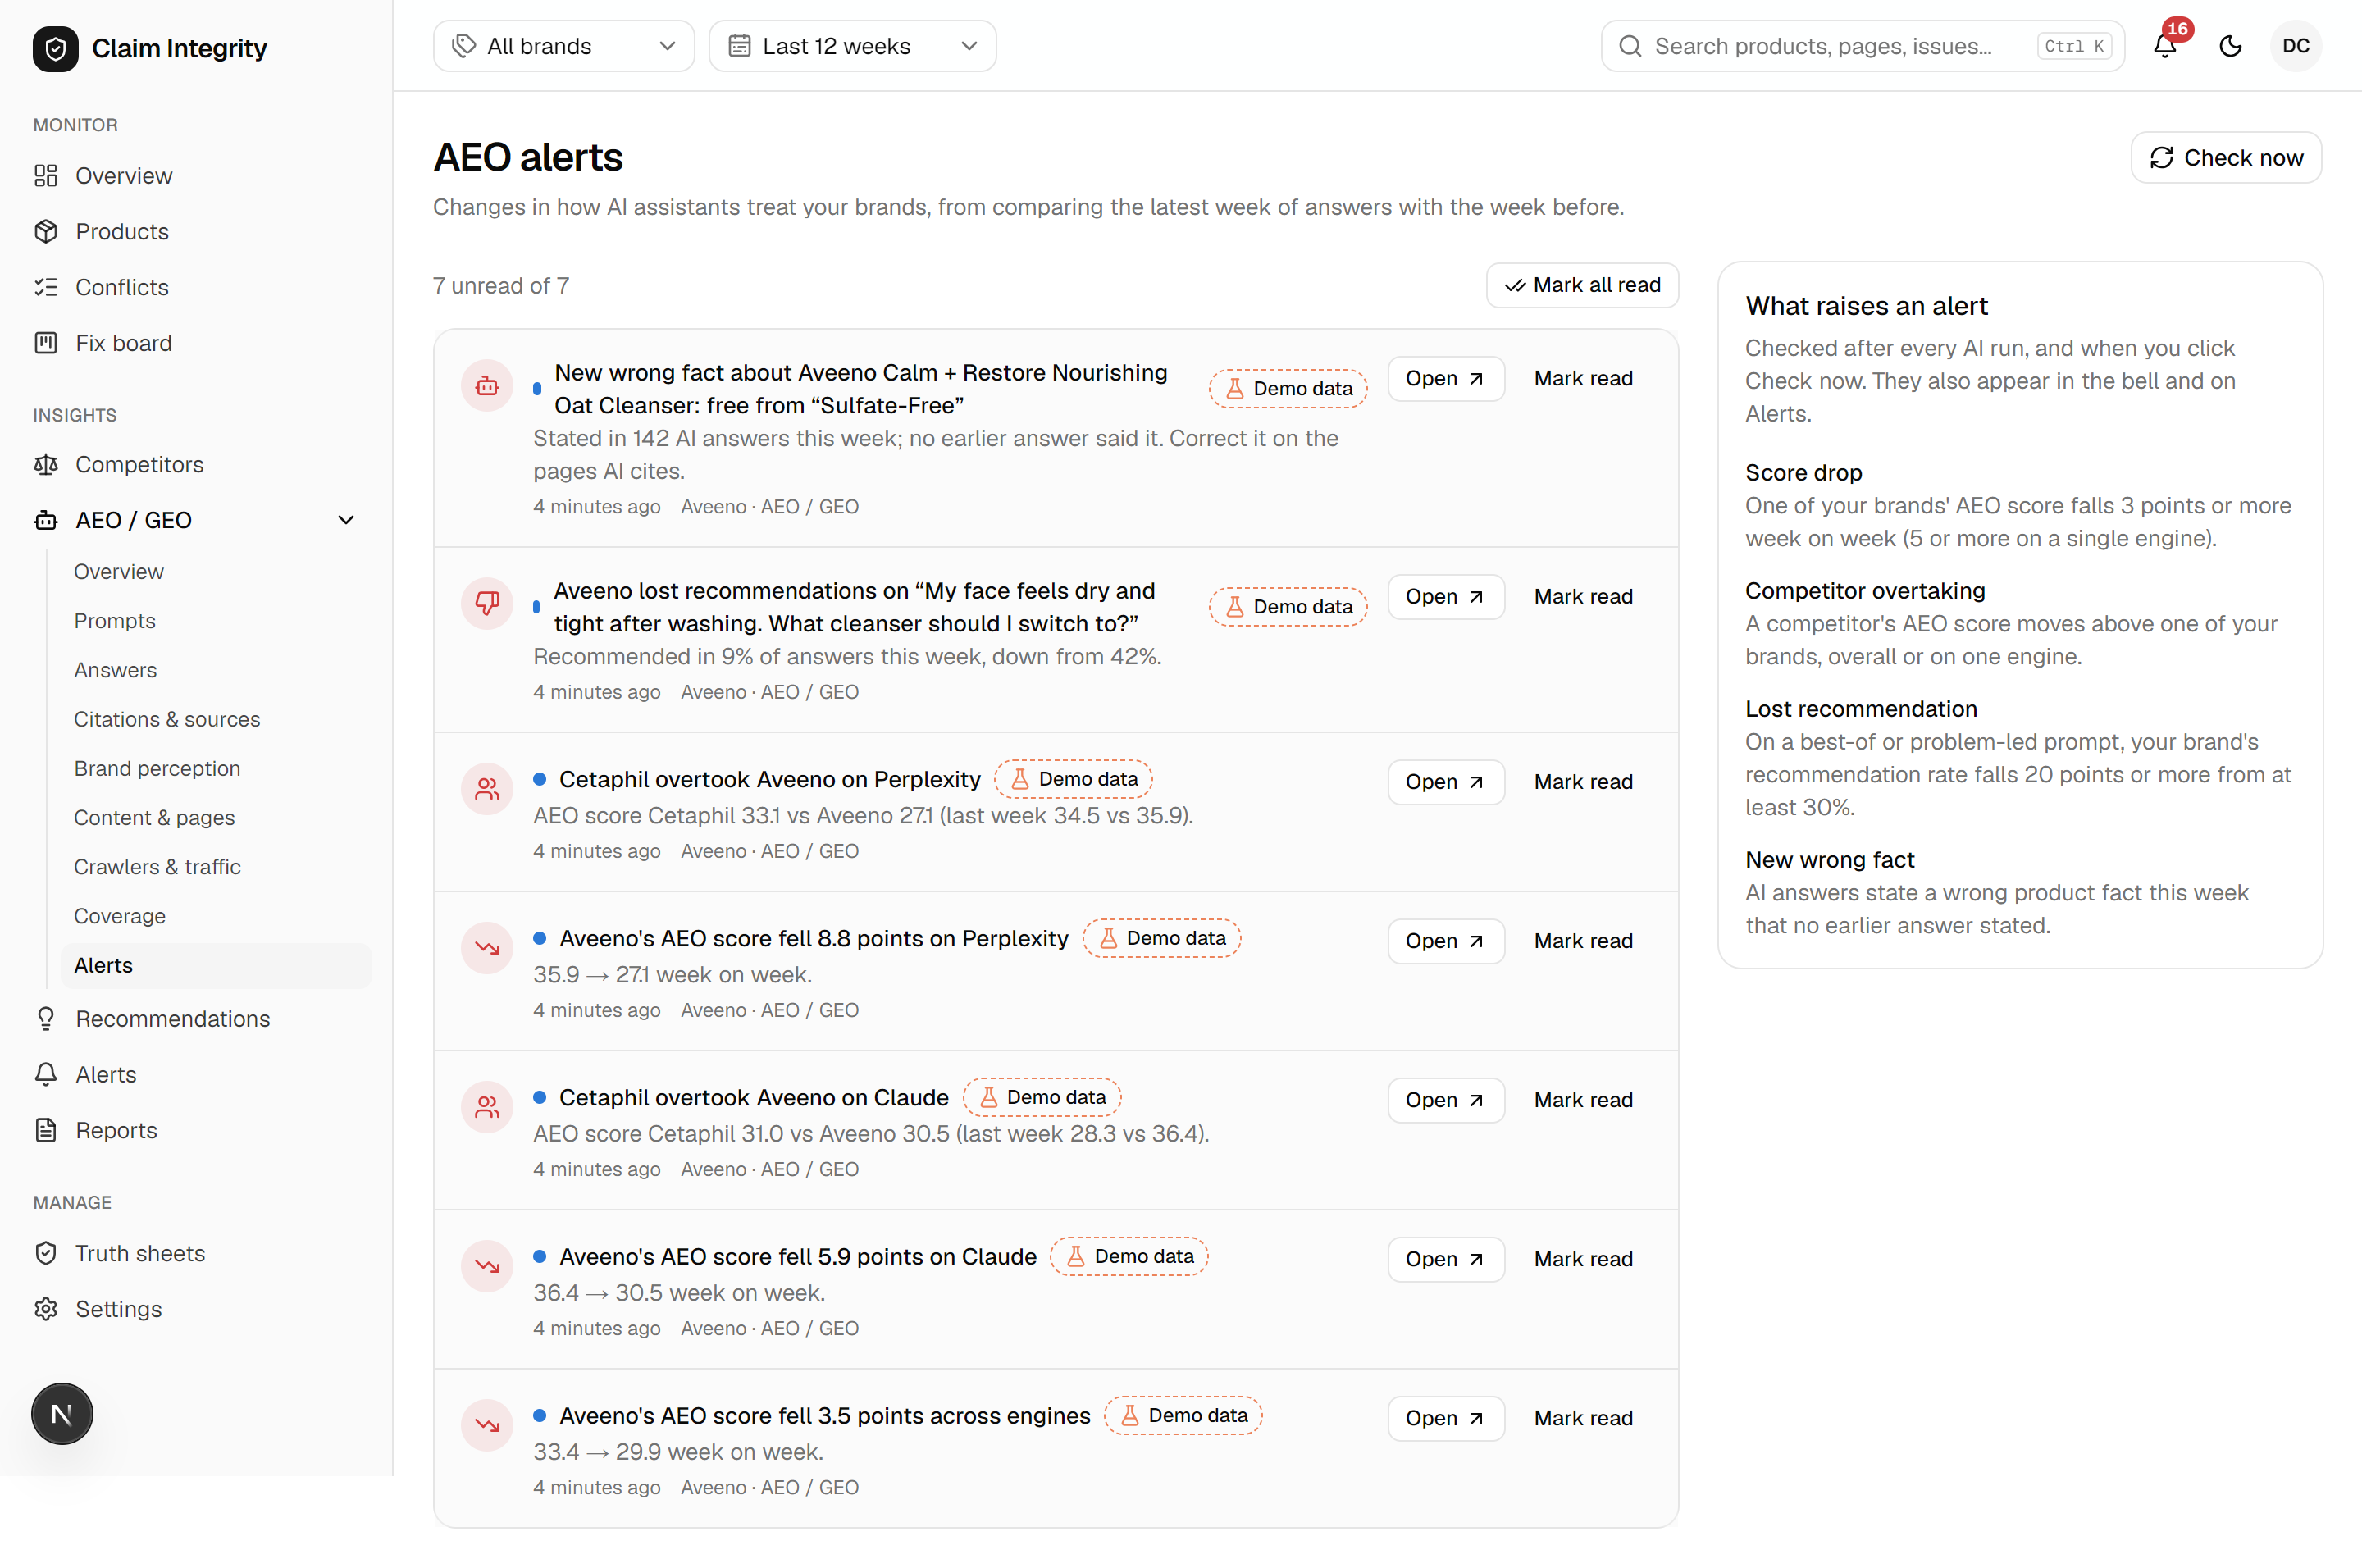 Claim Integrity
All brands
Last 12 weeks
Search products, pages, issues...
Ctrl K
16
DC
MONITOR
Overview
Products
Conflicts
Fix board
INSIGHTS
Competitors
AEO / GEO
Overview
Prompts
Answers
Citations & sources
Brand perception
Content & pages
Crawlers & traffic
Coverage
Alerts
Recommendations
Alerts
Reports
MANAGE
Truth sheets
Settings
N
AEO alerts
Check now
Changes in how AI assistants treat your brands, from comparing the latest week of answers with the week before.
7 unread of 7
Mark all read
New wrong fact about Aveeno Calm + Restore Nourishing
Oat Cleanser: free from “Sulfate-Free”
Demo data
Open
Mark read
Stated in 142 AI answers this week; no earlier answer said it. Correct it on the
pages AI cites.
4 minutes ago Aveeno · AEO / GEO
Aveeno lost recommendations on “My face feels dry and
tight after washing. What cleanser should I switch to?”
Demo data
Open
Mark read
Recommended in 9% of answers this week, down from 42%.
4 minutes ago Aveeno · AEO / GEO
Cetaphil overtook Aveeno on Perplexity
Demo data
Open
Mark read
AEO score Cetaphil 33.1 vs Aveeno 27.1 (last week 34.5 vs 35.9).
4 minutes ago Aveeno · AEO / GEO
Aveeno's AEO score fell 8.8 points on Perplexity
Demo data
Open
Mark read
35.9 → 27.1 week on week.
4 minutes ago Aveeno · AEO / GEO
Cetaphil overtook Aveeno on Claude
Demo data
Open
Mark read
AEO score Cetaphil 31.0 vs Aveeno 30.5 (last week 28.3 vs 36.4).
4 minutes ago Aveeno · AEO / GEO
Aveeno's AEO score fell 5.9 points on Claude
Demo data
Open
Mark read
36.4 → 30.5 week on week.
4 minutes ago Aveeno · AEO / GEO
Aveeno's AEO score fell 3.5 points across engines
Demo data
Open
Mark read
33.4 → 29.9 week on week.
4 minutes ago Aveeno · AEO / GEO
What raises an alert
Checked after every AI run, and when you click
Check now. They also appear in the bell and on
Alerts.
Score drop
One of your brands' AEO score falls 3 points or more
week on week (5 or more on a single engine).
Competitor overtaking
A competitor's AEO score moves above one of your
brands, overall or on one engine.
Lost recommendation
On a best-of or problem-led prompt, your brand's
recommendation rate falls 20 points or more from at
least 30%.
New wrong fact
AI answers state a wrong product fact this week
that no earlier answer stated.